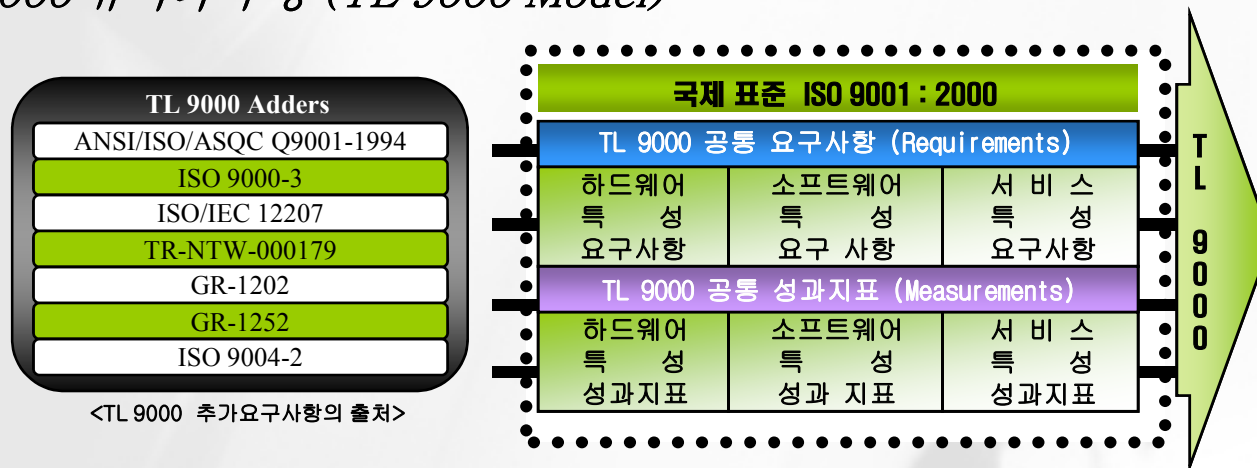 (TL 9000 Model)
TL 9000 Adders
ANSI/ISO/ASQC Q9001-1994
ISO 9000-3
ISO/IEC 12207
TR-NTW-000179
GR-1202
GR-1252
ISO 9004-2
<TL 9000 추가요구사항의 출처>
국제 표준 ISO 9001 : 2000
TL 9000 공통 요구사항 (Requirements)
하드웨어
특 성
요구사항
소프트웨어
특 성
요구 사항
서 비 스
특 성
요구사항
TL 9000 공통 성과지표 (Measurements)
하드웨어
특 성
성과지표
소프트웨어
특 성
성과 지표
서 비 스
특 성
성과지표
TL 9000